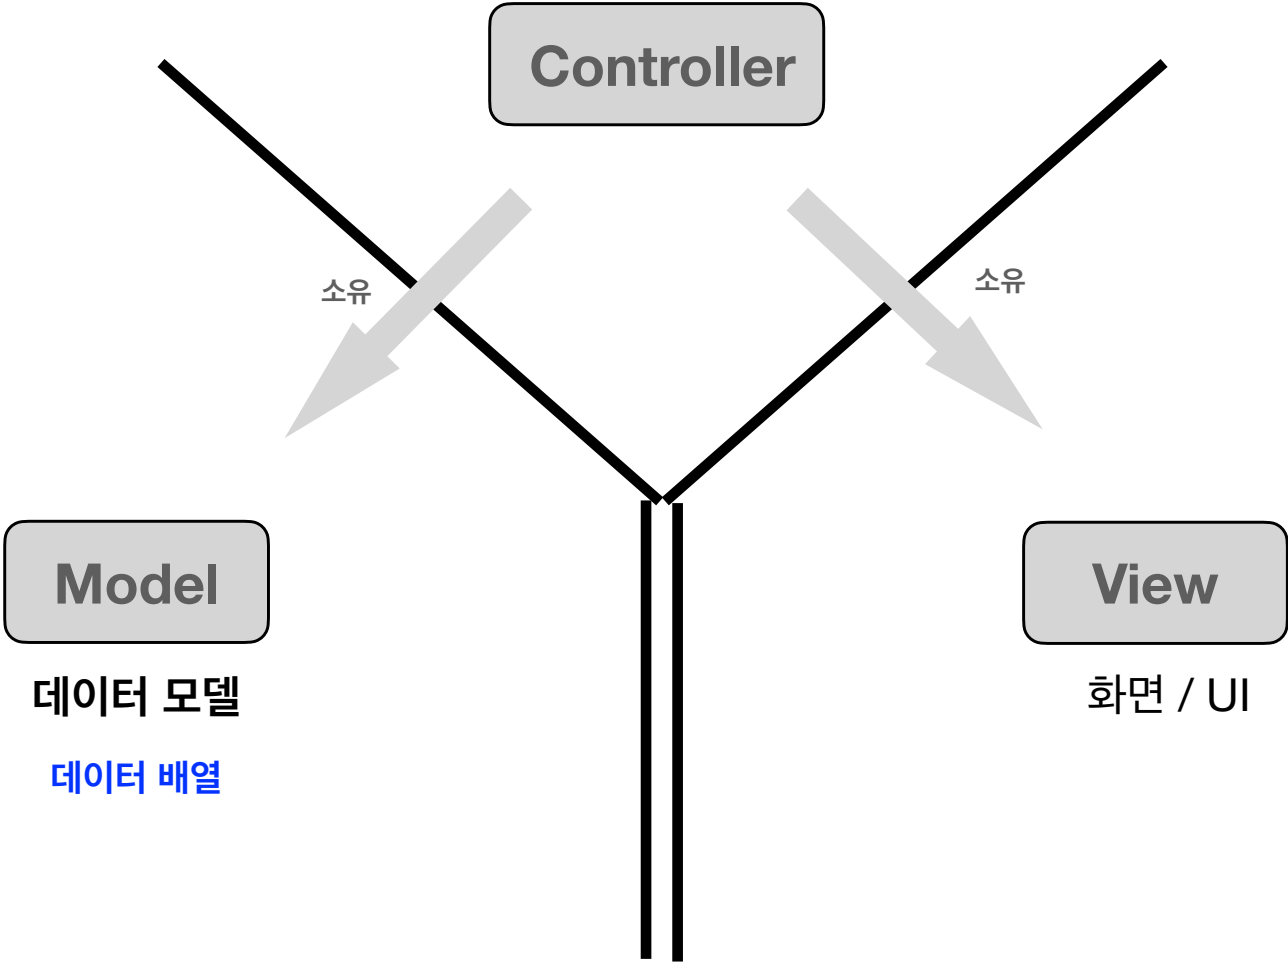 Controller
소유
소유
Model
View
데이터 모델
화면 / UI
데이터 배열